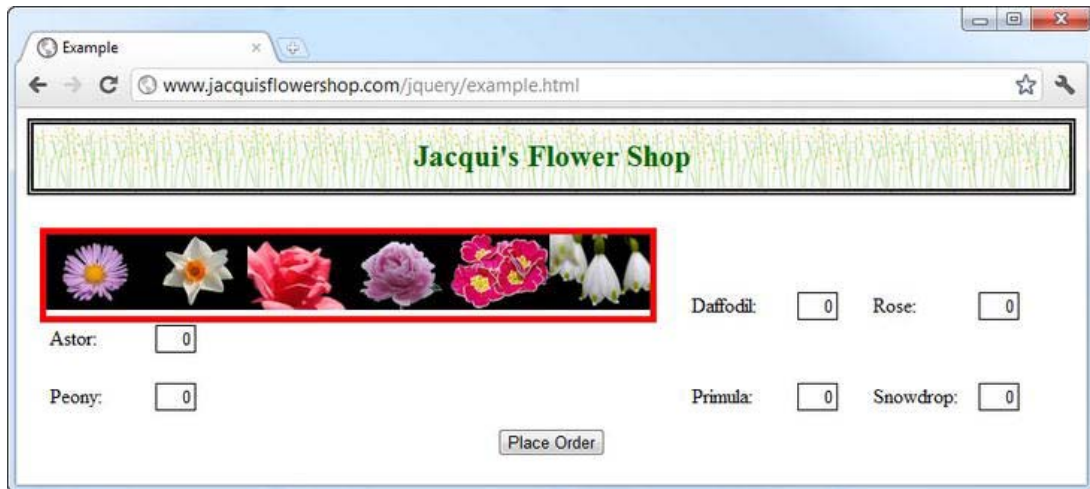 Example
www.jacquisflowershop.com/jquery/example.html
Jacqui's Flower Shop
Daffodil: 0 Rose: 0
Astor: 0
Peony: 0 Primula: 0 Snowdrop: 0
Place Order